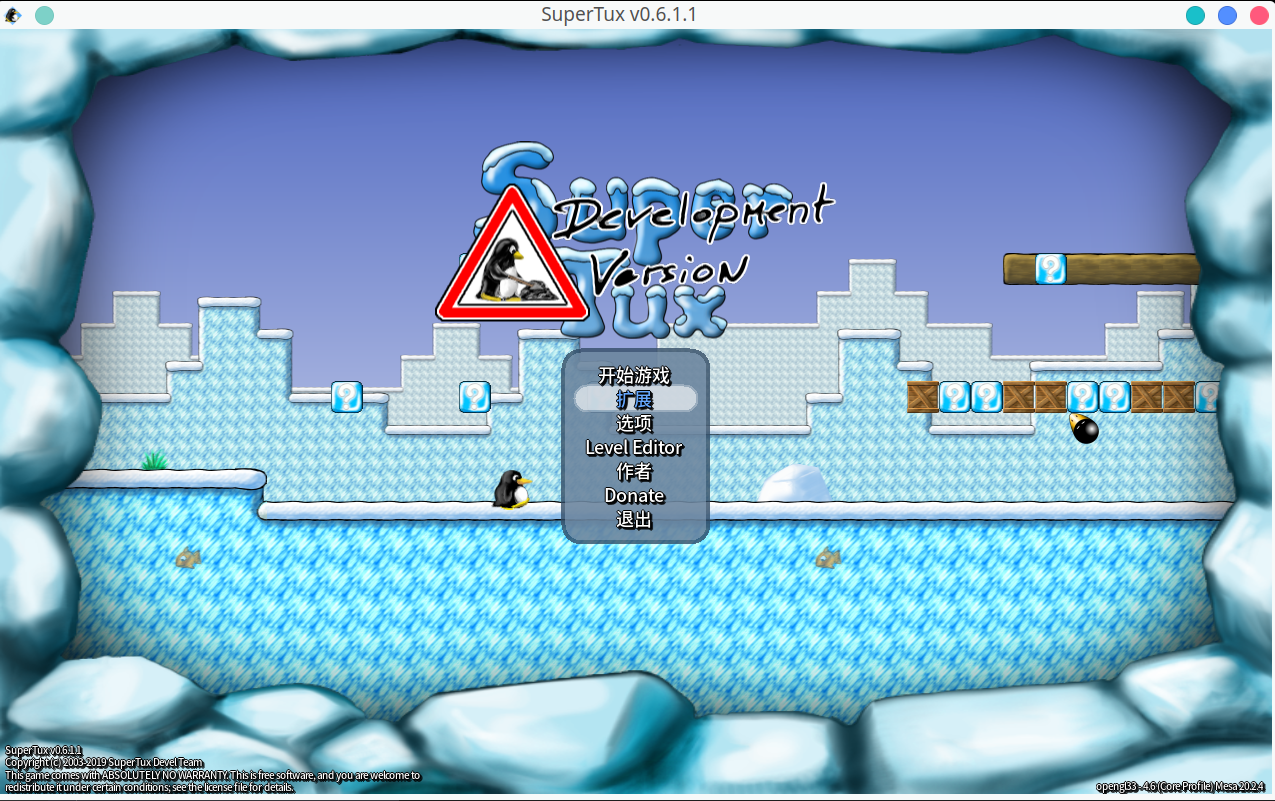 SuperTux v0.6.1.1
Super
Development
Version
Tux
开始游戏
扩展
选项
Level Editor
作者
Donate
退出
SuperTux v0.6.1.1
Copyright (c) 2003-2019 SuperTux Devel Team
This game comes with ABSOLUTELY NO WARRANTY. This is free software, and you are welcome to
redistribute it under certain conditions; see the license file for details.
opengl33 - 4.6 (Core Profile) Mesa 20.2.4